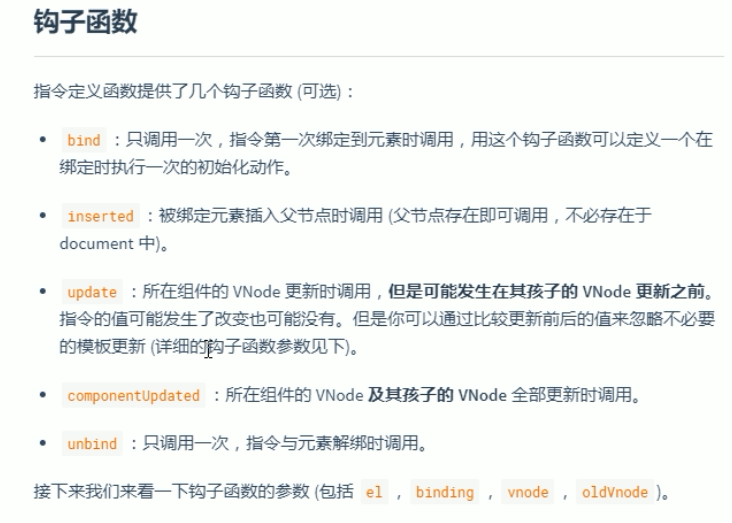 钩子函数
指令定义函数提供了几个钩子函数 (可选)：
• bind ：只调用一次，指令第一次绑定到元素时调用，用这个钩子函数可以定义一个在
绑定时执行一次的初始化动作。
• inserted ：被绑定元素插入父节点时调用 (父节点存在即可调用，不必存在于
document 中)。
• update ：所在组件的 VNode 更新时调用，但是可能发生在其孩子的 VNode 更新之前。
指令的值可能发生了改变也可能没有。但是你可以通过比较更新前后的值来忽略不必要
的模板更新 (详细的钩子函数参数见下)。
• componentUpdated ：所在组件的 VNode 及其孩子的 VNode 全部更新时调用。
• unbind ：只调用一次，指令与元素解绑时调用。
接下来我们来看一下钩子函数的参数 (包括 el ，binding ，vnode ，oldVnode )。